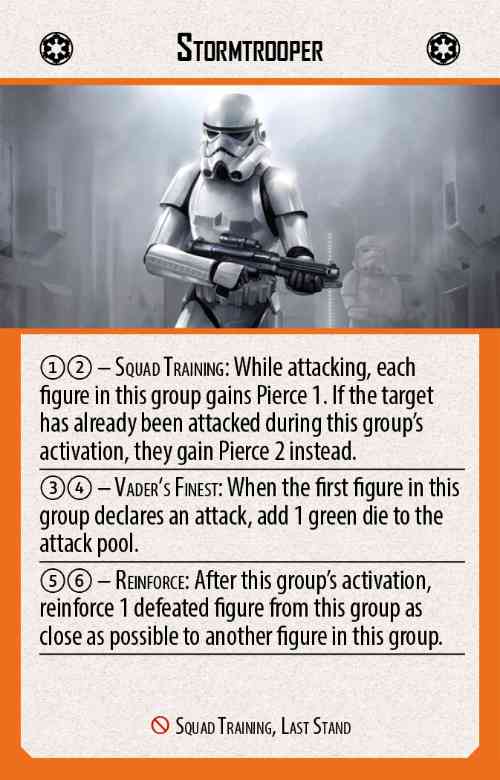 Stormtrooper
①② – Squad Training: While attacking, each
figure in this group gains Pierce 1. If the target
has already been attacked during this group's
activation, they gain Pierce 2 instead.
③④ – Vader's Finest: When the first figure in this
group declares an attack, add 1 green die to the
attack pool.
⑤⑥ – Reinforce: After this group's activation,
reinforce 1 defeated figure from this group as
close as possible to another figure in this group.
Squad Training, Last Stand